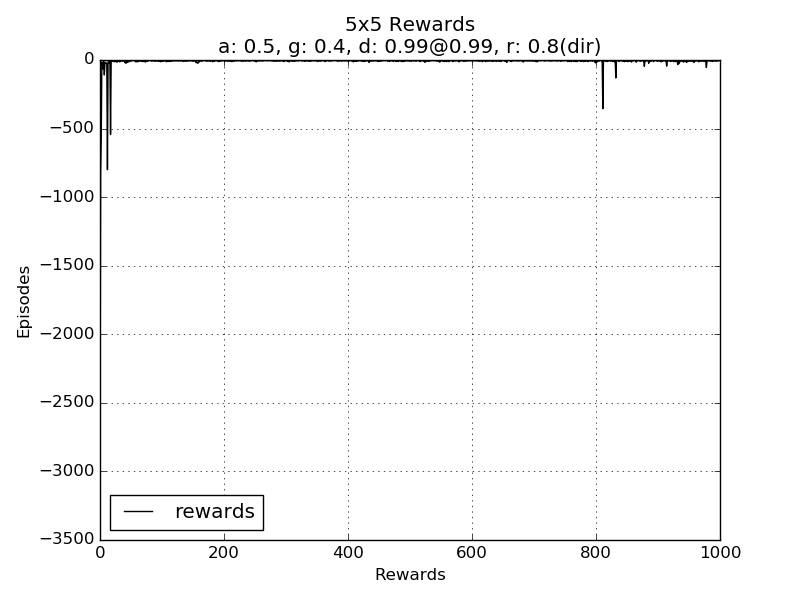 5x5 Rewards
a: 0.5, g: 0.4, d: 0.99@0.99, r: 0.8(dir)
0
−500
−1000
−1500
−2000
−2500
−3000
−3500
Episodes
rewards
0 200 400 600 800 1000
Rewards